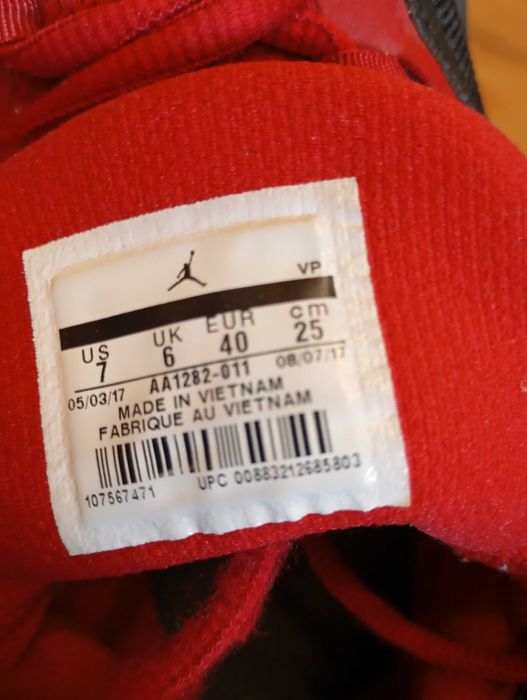 VP
US UK EUR cm
7 6 40 25
05/03/17 AA1282-011 08/07/17
MADE IN VIETNAM
FABRIQUE AU VIETNAM
107567471 UPC 00883212685803